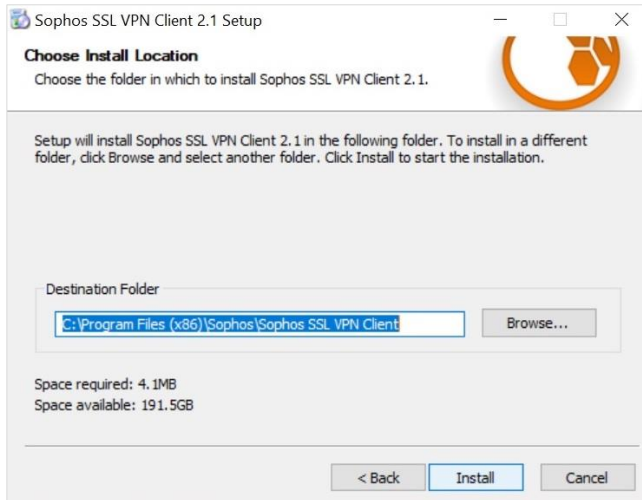 Sophos SSL VPN Client 2.1 Setup
Choose Install Location
Choose the folder in which to install Sophos SSL VPN Client 2.1.
Setup will install Sophos SSL VPN Client 2.1 in the following folder. To install in a different
folder, click Browse and select another folder. Click Install to start the installation.
Destination Folder
C:\Program Files (x86)\Sophos\Sophos SSL VPN Client
Browse...
Space required: 4.1MB
Space available: 191.5GB
< Back
Install
Cancel